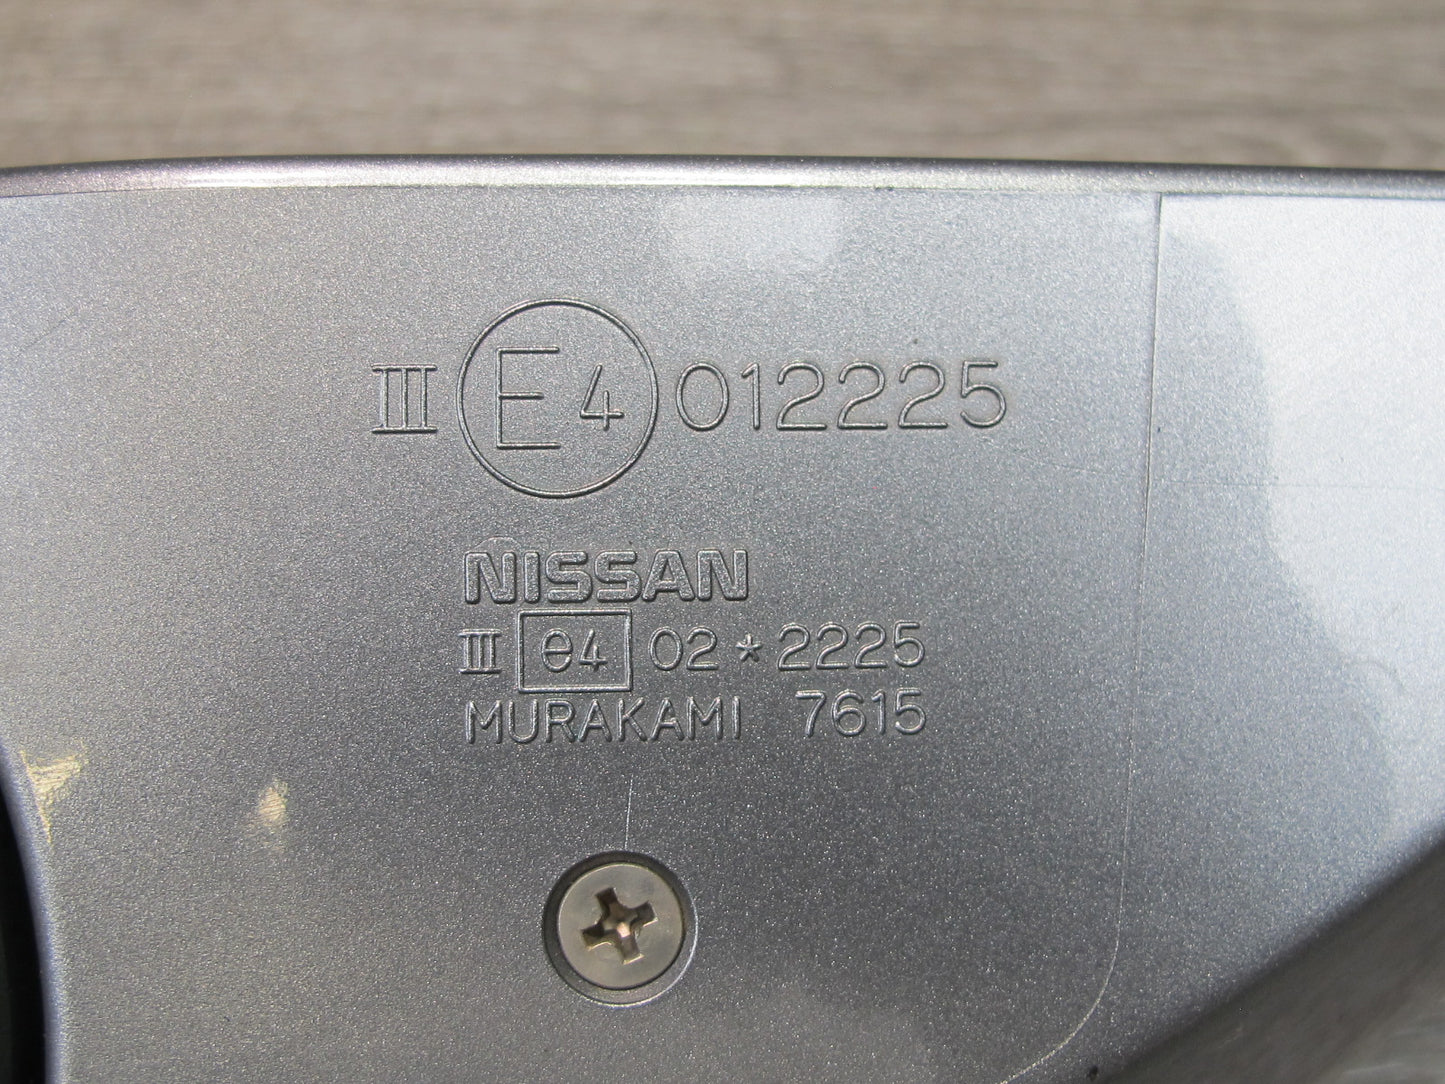 III E4 012225
NISSAN
III e4 02*2225
MURAKAMI 7615